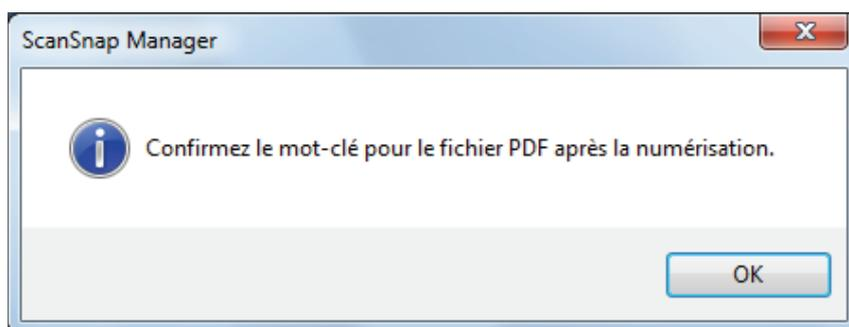 ScanSnap Manager
Confirmez le mot-clé pour le fichier PDF après la numérisation.
OK